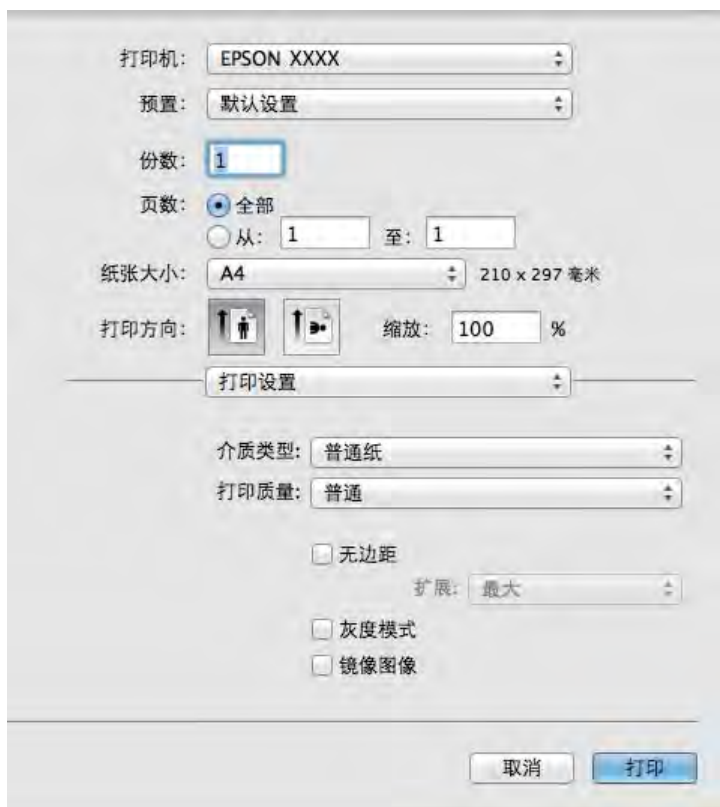 打印机: EPSON XXXX
预置: 默认设置
份数: 1
页数: 全部
从: 1 至: 1
纸张大小: A4 210 x 297 毫米
打印方向: 缩放: 100 %
打印设置
介质类型: 普通纸
打印质量: 普通
无边距
扩展: 最大
灰度模式
镜像图像
取消 打印